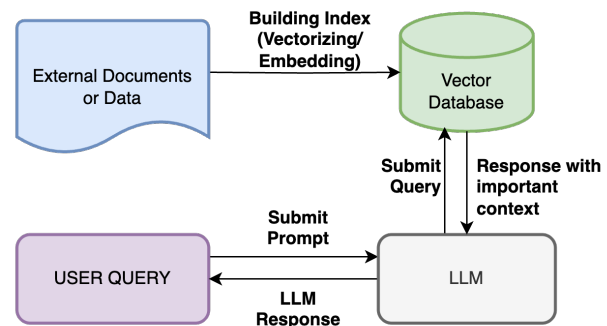 Building Index
(Vectorizing/
Embedding)
External Documents
or Data
Vector
Database
Submit
Query
Response with
important
context
Submit
Prompt
USER QUERY
LLM
LLM
Response